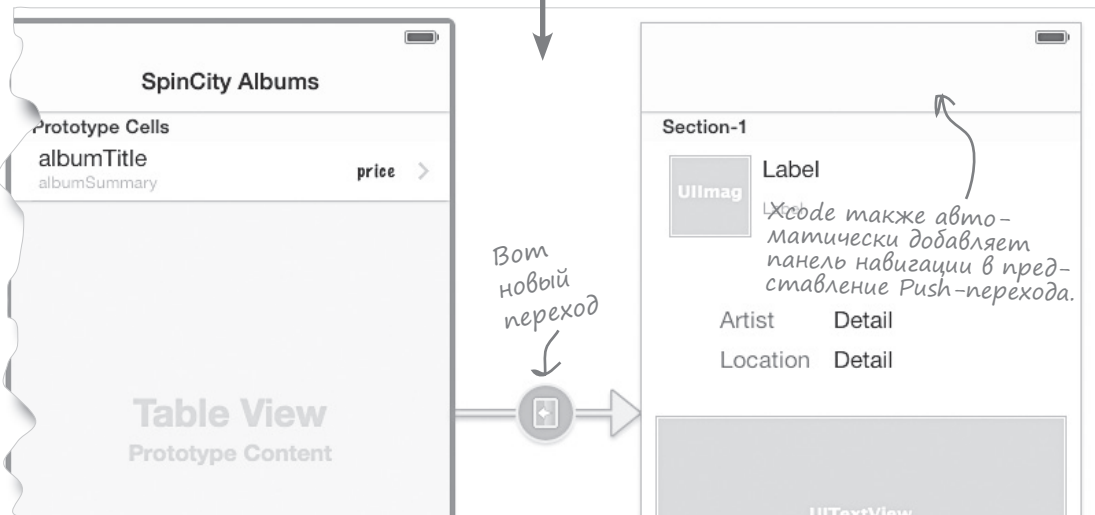 SpinCity Albums
Prototype Cells
albumTitle
albumSummary
price
Table View
Prototype Content
Вот
новый
переход
Section-1
UIImag
Label
Label
Xcode также авто-
матически добавляет
панель навигации в пред-
ставление Push-перехода.
Artist Detail
Location Detail
UITextView